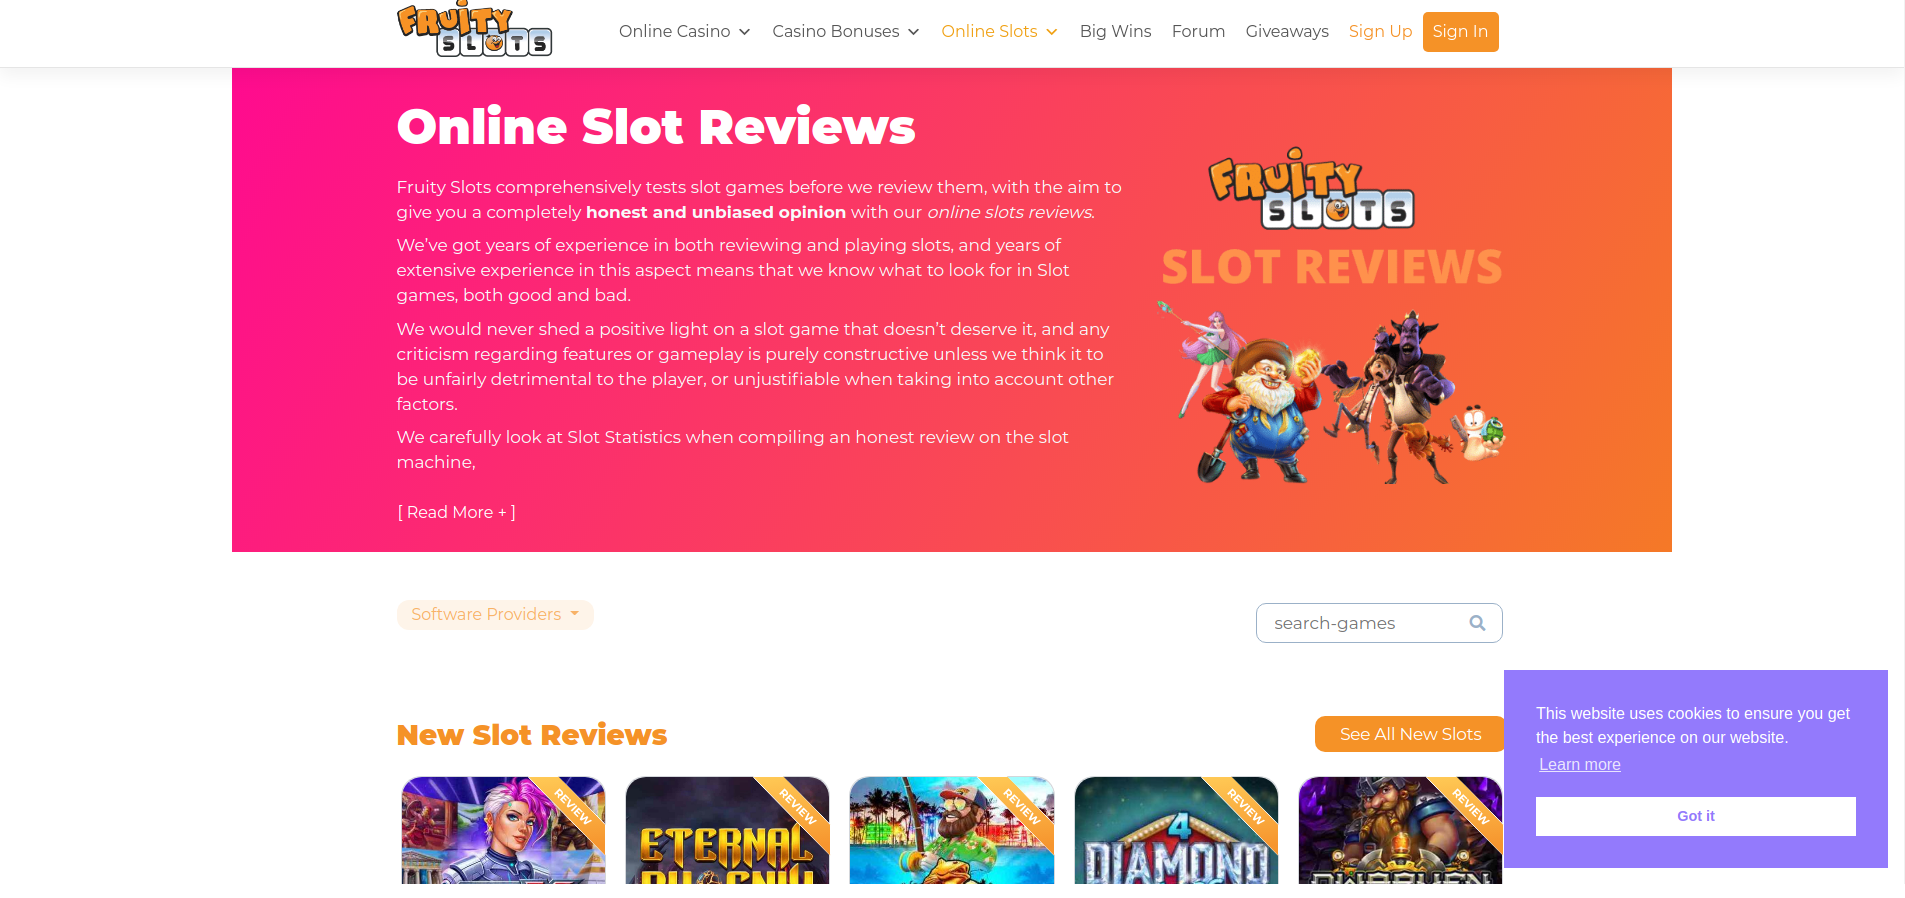 FRUITY
SLOTS
Online Casino
Casino Bonuses
Online Slots
Big Wins
Forum
Giveaways
Sign Up
Sign In
Online Slot Reviews
Fruity Slots comprehensively tests slot games before we review them, with the aim to
give you a completely honest and unbiased opinion with our online slots reviews.
We’ve got years of experience in both reviewing and playing slots, and years of
extensive experience in this aspect means that we know what to look for in Slot
games, both good and bad.
We would never shed a positive light on a slot game that doesn’t deserve it, and any
criticism regarding features or gameplay is purely constructive unless we think it to
be unfairly detrimental to the player, or unjustifiable when taking into account other
factors.
We carefully look at Slot Statistics when compiling an honest review on the slot
machine,
[ Read More + ]
FRUITY
SLOTS
SLOT REVIEWS
Software Providers
search-games
New Slot Reviews
See All New Slots
REVIEW
REVIEW
REVIEW
REVIEW
REVIEW
ETERNAL
4
DIAMOND
This website uses cookies to ensure you get
the best experience on our website.
Learn more
Got it